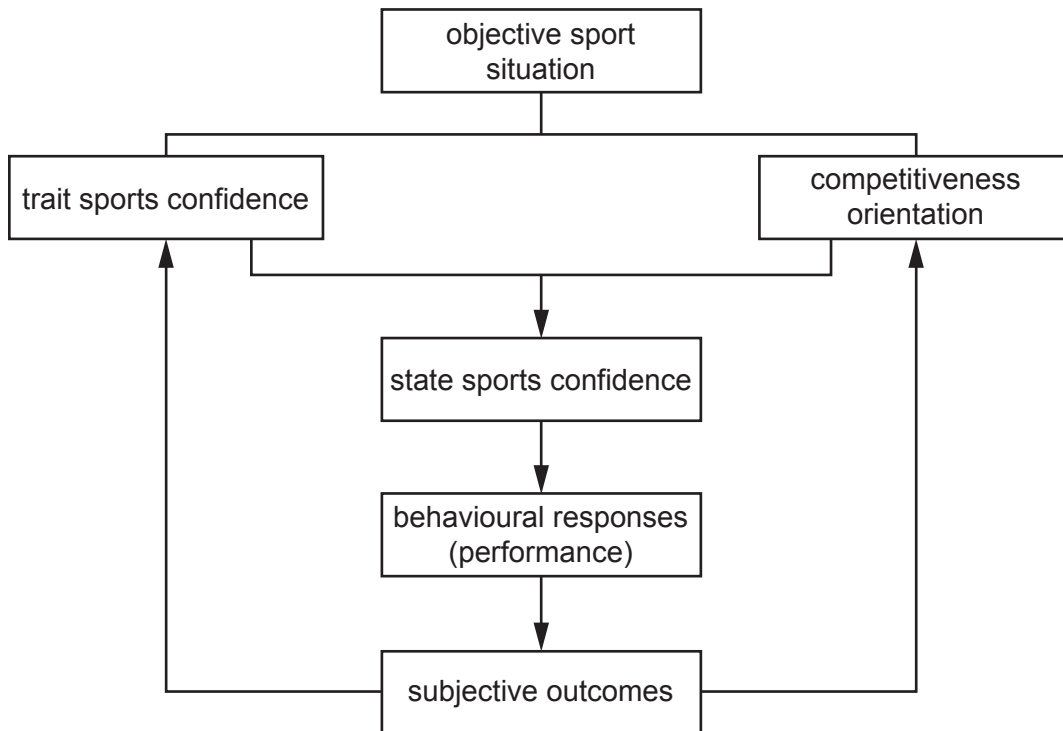 objective sport
situation
trait sports confidence
competitiveness
orientation
state sports confidence
behavioural responses
(performance)
subjective outcomes